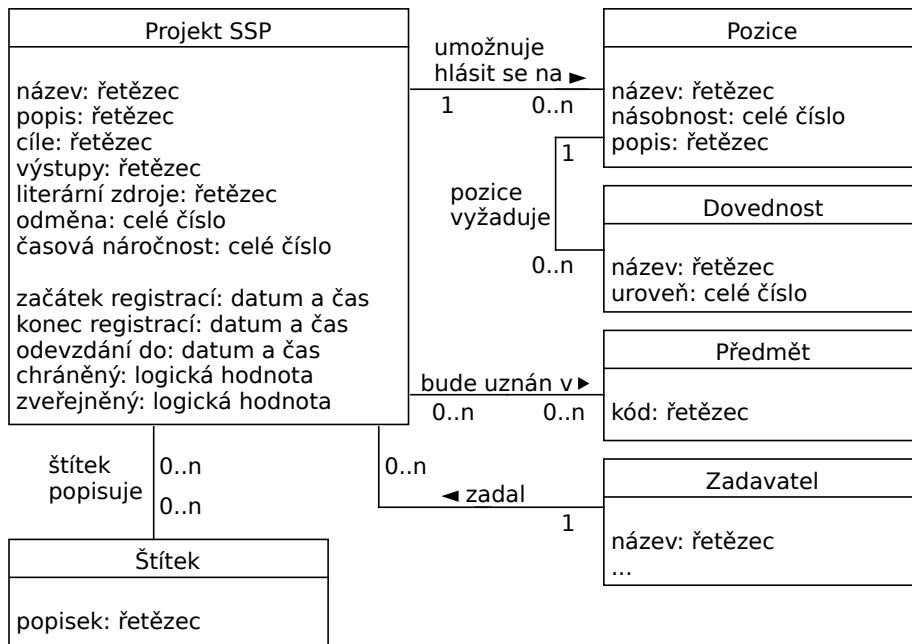 Projekt SSP
název: řetězec
popis: řetězec
cíle: řetězec
výstupy: řetězec
literární zdroje: řetězec
odměna: celé číslo
časová náročnost: celé číslo
začátek registrací: datum a čas
konec registrací: datum a čas
odevzdání do: datum a čas
chráněný: logická hodnota
zveřejněný: logická hodnota
umožnuje
hlásit se na ►
1 0..n
Pozice
název: řetězec
násobnost: celé číslo
popis: řetězec
1
pozice
vyžaduje
0..n
Dovednost
název: řetězec
uroveň: celé číslo
bude uznán v ►
0..n 0..n
Předmět
kód: řetězec
0..n
◄ zadal
1
Zadavatel
název: řetězec
...
štítek
popisuje
0..n
0..n
Štítek
popisek: řetězec